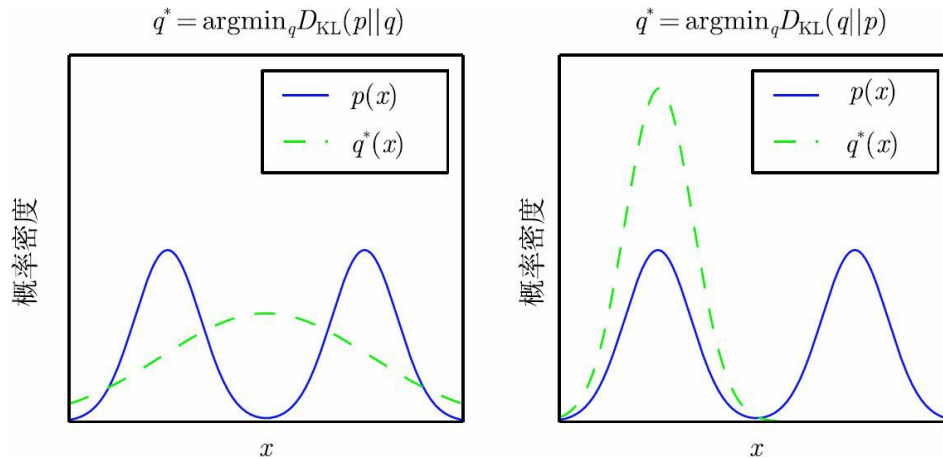 q* = argmin_q D_KL(p||q)
p(x)
q*(x)
概率密度
x
q* = argmin_q D_KL(q||p)
p(x)
q*(x)
概率密度
x